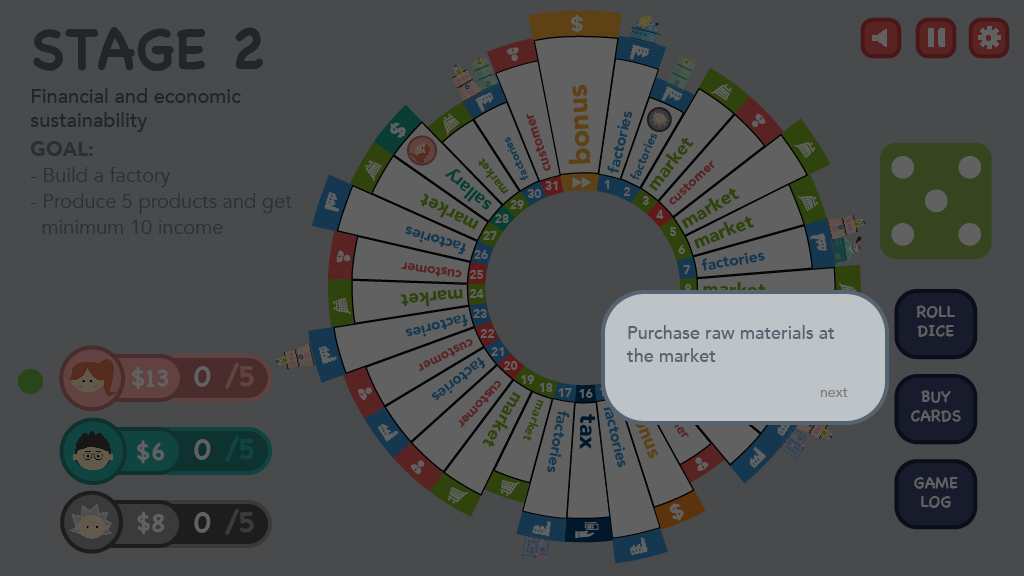 STAGE 2
Financial and economic
sustainability
GOAL:
- Build a factory
- Produce 5 products and get
minimum 10 income
$13 0 /5
$6 0 /5
$8 0 /5
$
bonus
1 factories
2 factories
3 market
4 customer
5 market
6 market
7 factories
market
Purchase raw materials at
the market
next
$
factories
16 tax
17 factories
18 market
19 market
20 customer
21 factories
22 customer
23 factories
24 market
25 customer
26 factories
27 market
28 sallary
$
29 market
30 factories
31 customer
ROLL
DICE
BUY
CARDS
GAME
LOG